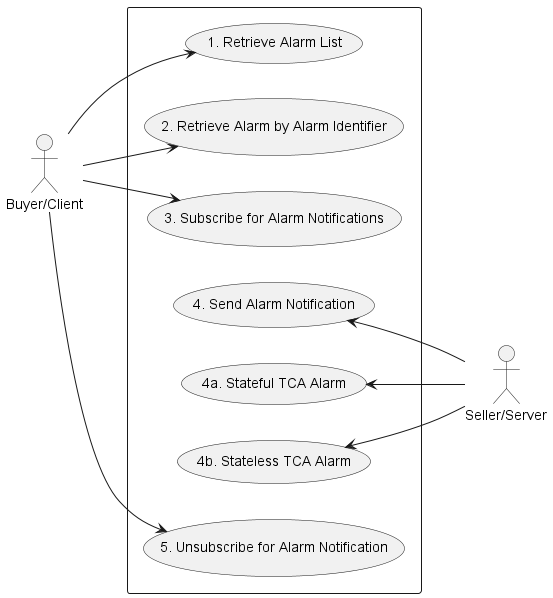 1. Retrieve Alarm List
2. Retrieve Alarm by Alarm Identifier
Buyer/Client
3. Subscribe for Alarm Notifications
4. Send Alarm Notification
4a. Stateful TCA Alarm
Seller/Server
4b. Stateless TCA Alarm
5. Unsubscribe for Alarm Notification